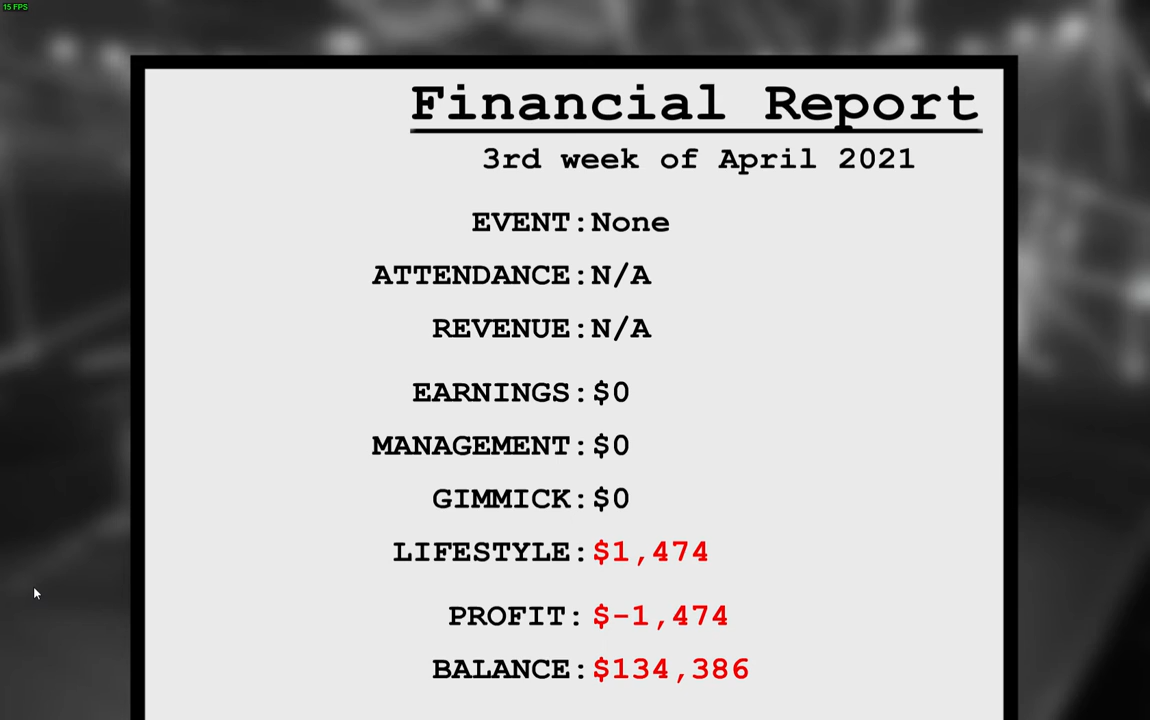 15 FPS
Financial Report
3rd week of April 2021
EVENT:None
ATTENDANCE:N/A
REVENUE:N/A
EARNINGS:$0
MANAGEMENT:$0
GIMMICK:$0
LIFESTYLE:$1,474
PROFIT:$-1,474
BALANCE:$134,386